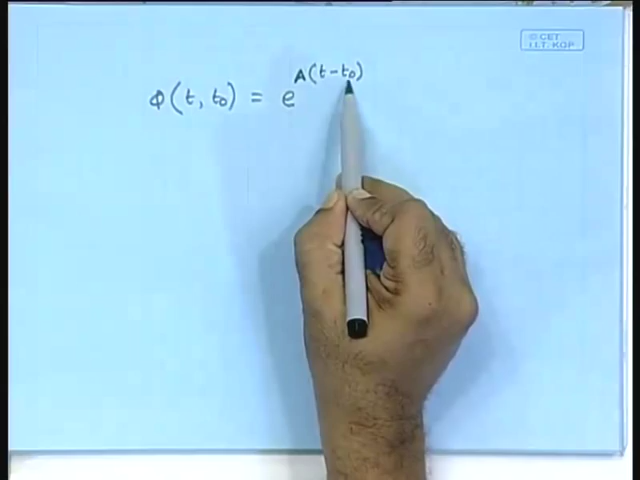 © CET
I.I.T. KGP
Φ(t, t₀) = e^{A(t-t₀)}